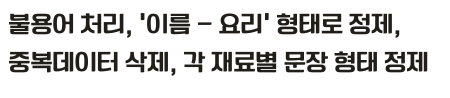 불용어 처리, '이름 - 요리' 형태로 정제,
중복데이터 삭제, 각 재료별 문장 형태 정제